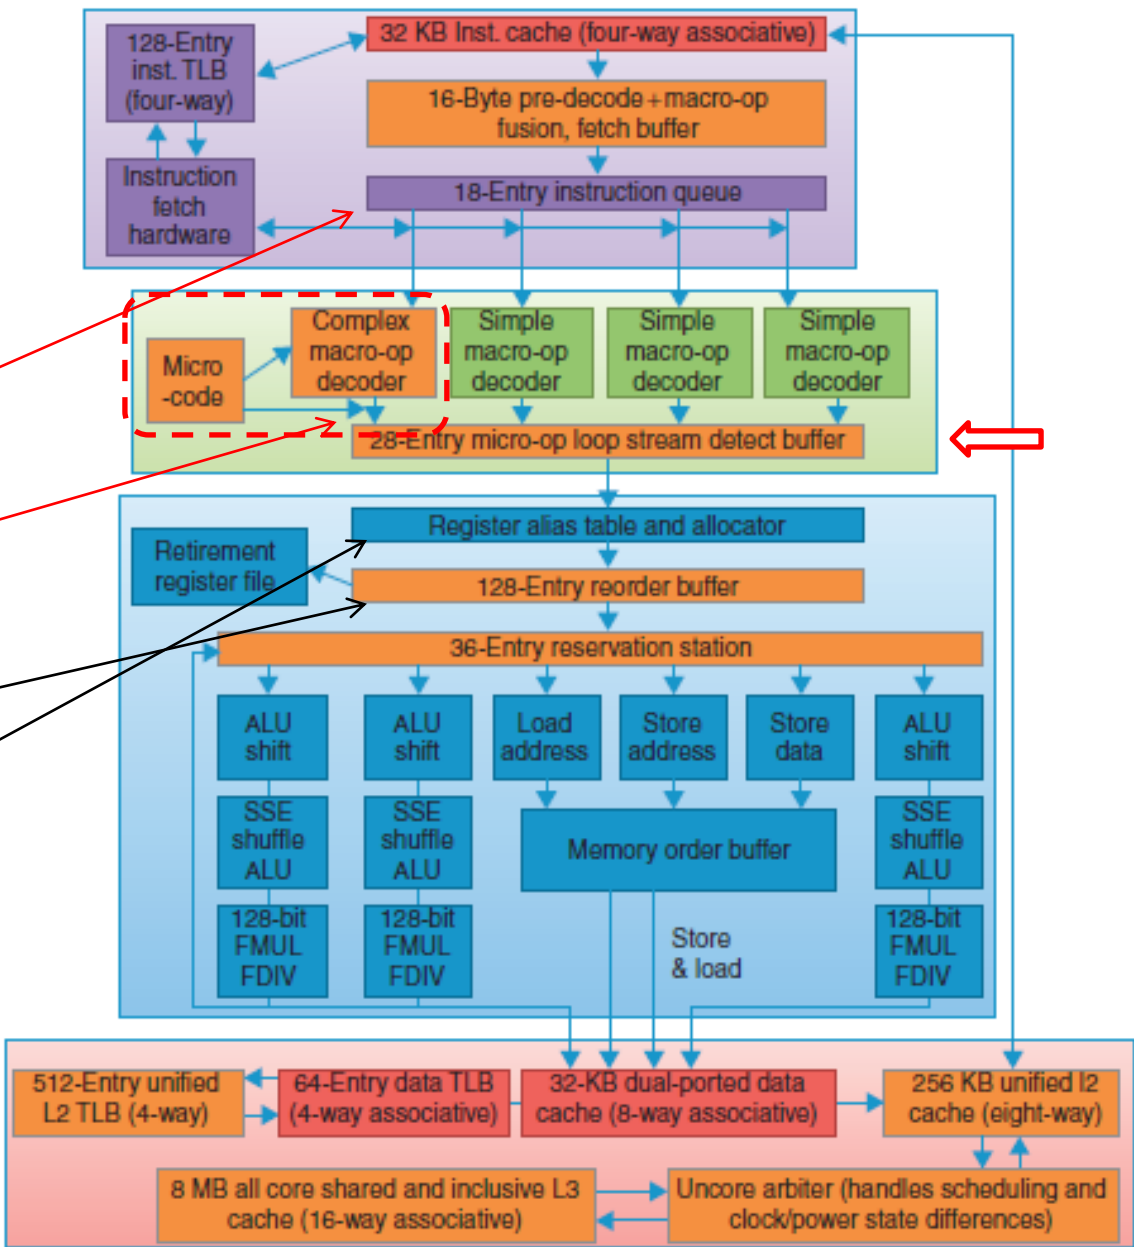 128-Entry
inst. TLB
(four-way)
32 KB Inst. cache (four-way associative)
16-Byte pre-decode + macro-op
fusion, fetch buffer
Instruction
fetch
hardware
18-Entry instruction queue
Micro
-code
Complex
macro-op
decoder
Simple
macro-op
decoder
Simple
macro-op
decoder
Simple
macro-op
decoder
28-Entry micro-op loop stream detect buffer
Register alias table and allocator
Retirement
register file
128-Entry reorder buffer
36-Entry reservation station
ALU
shift
ALU
shift
Load
address
Store
address
Store
data
ALU
shift
SSE
shuffle
ALU
SSE
shuffle
ALU
Memory order buffer
SSE
shuffle
ALU
128-bit
FMUL
FDIV
128-bit
FMUL
FDIV
Store
& load
128-bit
FMUL
FDIV
512-Entry unified
L2 TLB (4-way)
64-Entry data TLB
(4-way associative)
32-KB dual-ported data
cache (8-way associative)
256 KB unified l2
cache (eight-way)
8 MB all core shared and inclusive L3
cache (16-way associative)
Uncore arbiter (handles scheduling and
clock/power state differences)